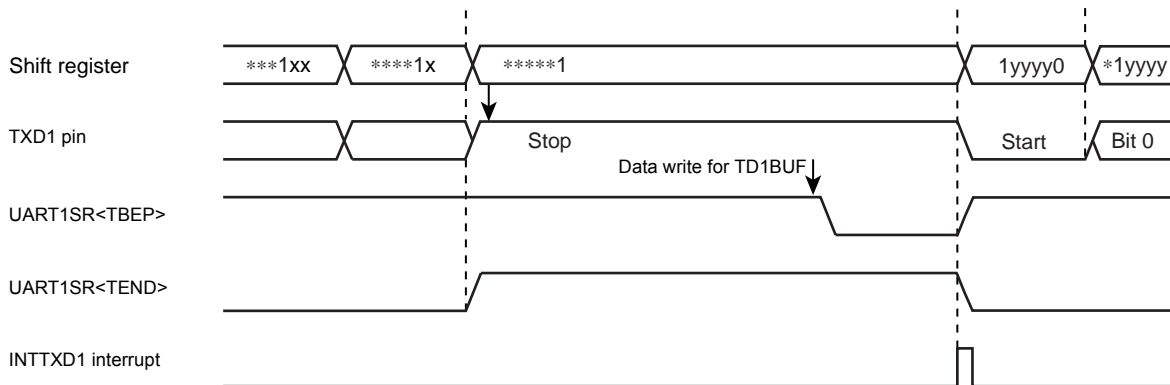 Shift register ***1xx ****1x *****1 1yyyy0 *1yyyy
TXD1 pin Stop Start Bit 0
Data write for TD1BUF
UART1SR<TBEP>
UART1SR<TEND>
INTTXD1 interrupt